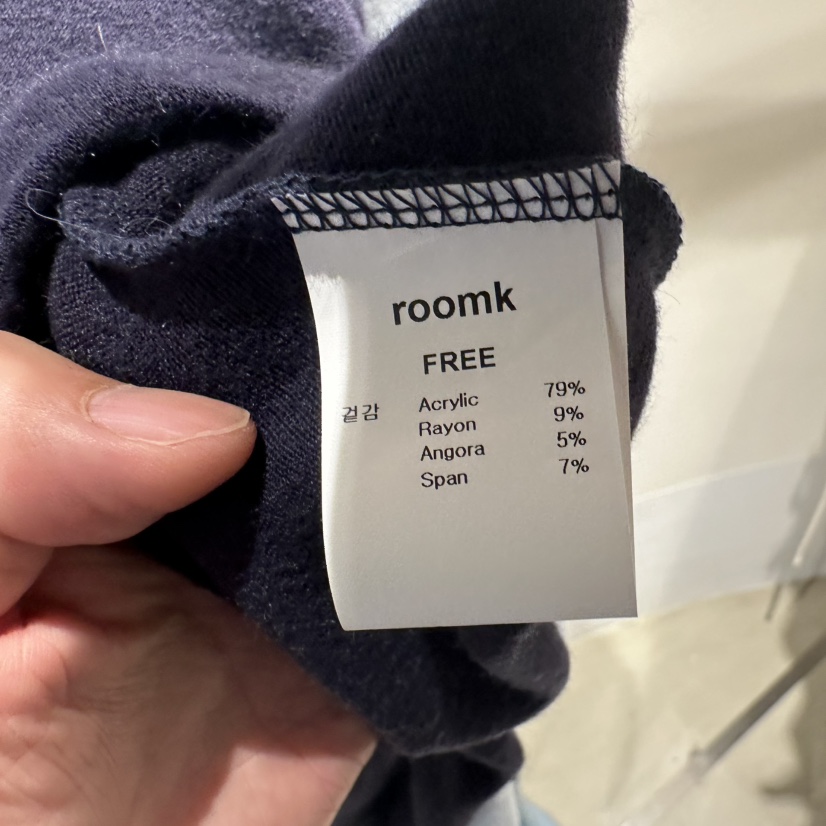 roomk
FREE
겉감 Acrylic 79%
Rayon 9%
Angora 5%
Span 7%